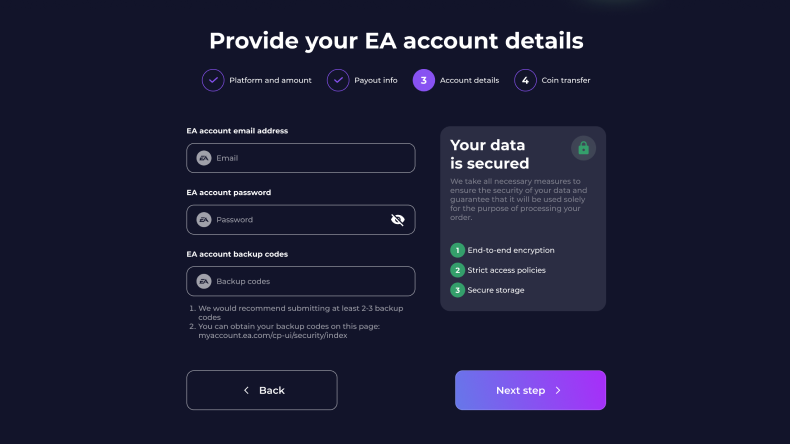 Provide your EA account details
Platform and amount
Payout info
3 Account details
4 Coin transfer
EA account email address
EA Email
EA account password
EA Password
EA account backup codes
EA Backup codes
1. We would recommend submitting at least 2-3 backup
codes
2. You can obtain your backup codes on this page:
myaccount.ea.com/cp-ui/security/index
Your data
is secured
We take all necessary measures to
ensure the security of your data and
guarantee that it will be used solely
for the purpose of processing your
order.
1 End-to-end encryption
2 Strict access policies
3 Secure storage
Back
Next step